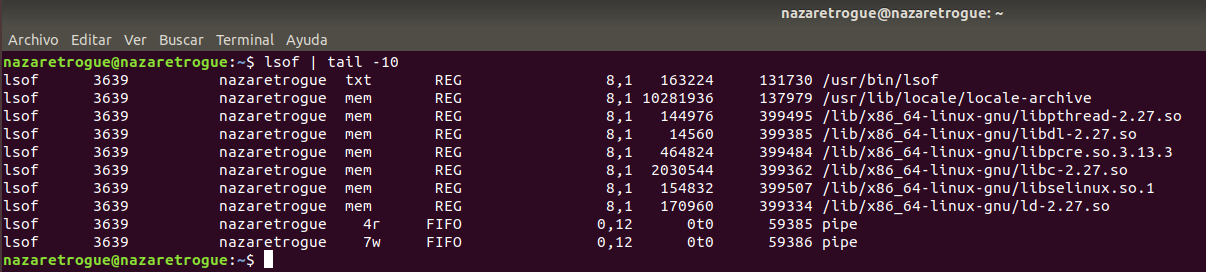 nazaretrogue@nazaretrogue: ~
Archivo Editar Ver Buscar Terminal Ayuda
nazaretrogue@nazaretrogue:~$ lsof | tail -10
lsof 3639 nazaretrogue txt REG 8,1 163224 131730 /usr/bin/lsof
lsof 3639 nazaretrogue mem REG 8,1 10281936 137979 /usr/lib/locale/locale-archive
lsof 3639 nazaretrogue mem REG 8,1 144976 399495 /lib/x86_64-linux-gnu/libpthread-2.27.so
lsof 3639 nazaretrogue mem REG 8,1 14560 399385 /lib/x86_64-linux-gnu/libdl-2.27.so
lsof 3639 nazaretrogue mem REG 8,1 464824 399484 /lib/x86_64-linux-gnu/libpcre.so.3.13.3
lsof 3639 nazaretrogue mem REG 8,1 2030544 399362 /lib/x86_64-linux-gnu/libc-2.27.so
lsof 3639 nazaretrogue mem REG 8,1 154832 399507 /lib/x86_64-linux-gnu/libselinux.so.1
lsof 3639 nazaretrogue mem REG 8,1 170960 399334 /lib/x86_64-linux-gnu/ld-2.27.so
lsof 3639 nazaretrogue 4r FIFO 0,12 0t0 59385 pipe
lsof 3639 nazaretrogue 7w FIFO 0,12 0t0 59386 pipe
nazaretrogue@nazaretrogue:~$